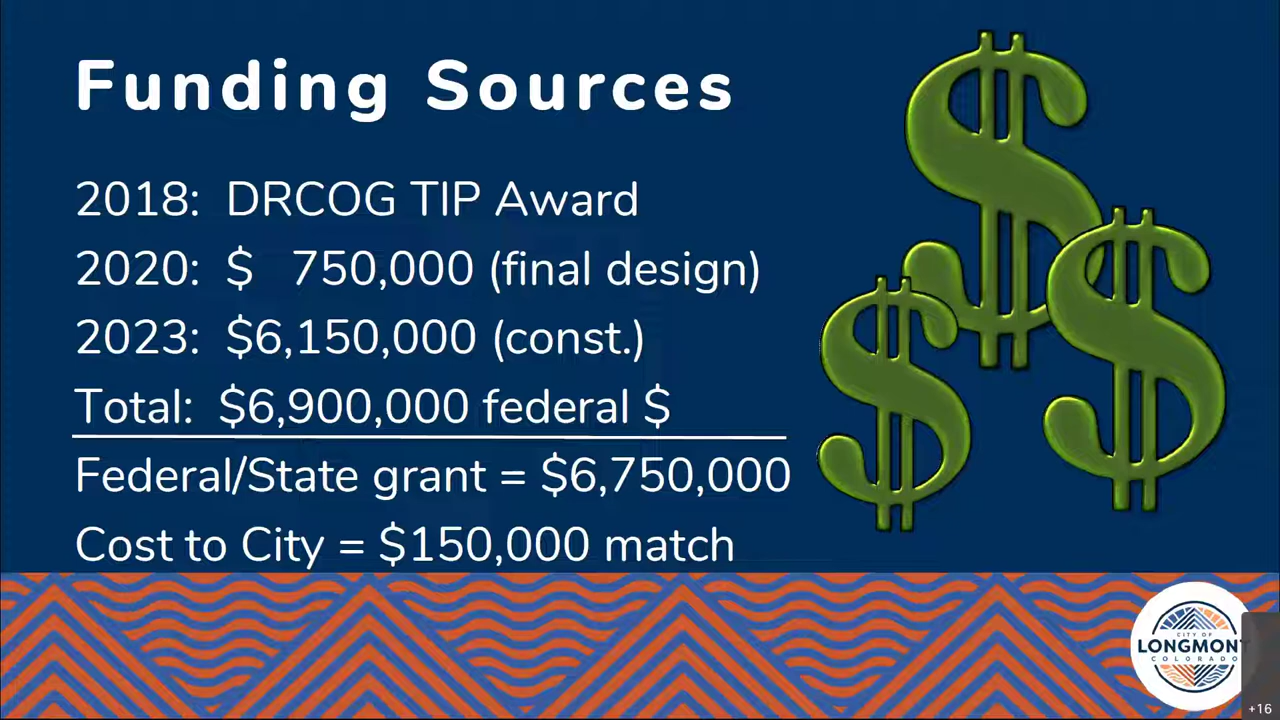 Funding Sources
2018: DRCOG TIP Award
2020: $ 750,000 (final design)
2023: $6,150,000 (const.)
Total: $6,900,000 federal $
Federal/State grant = $6,750,000
Cost to City = $150,000 match
CITY OF
LONGMONT
COLORADO
+16